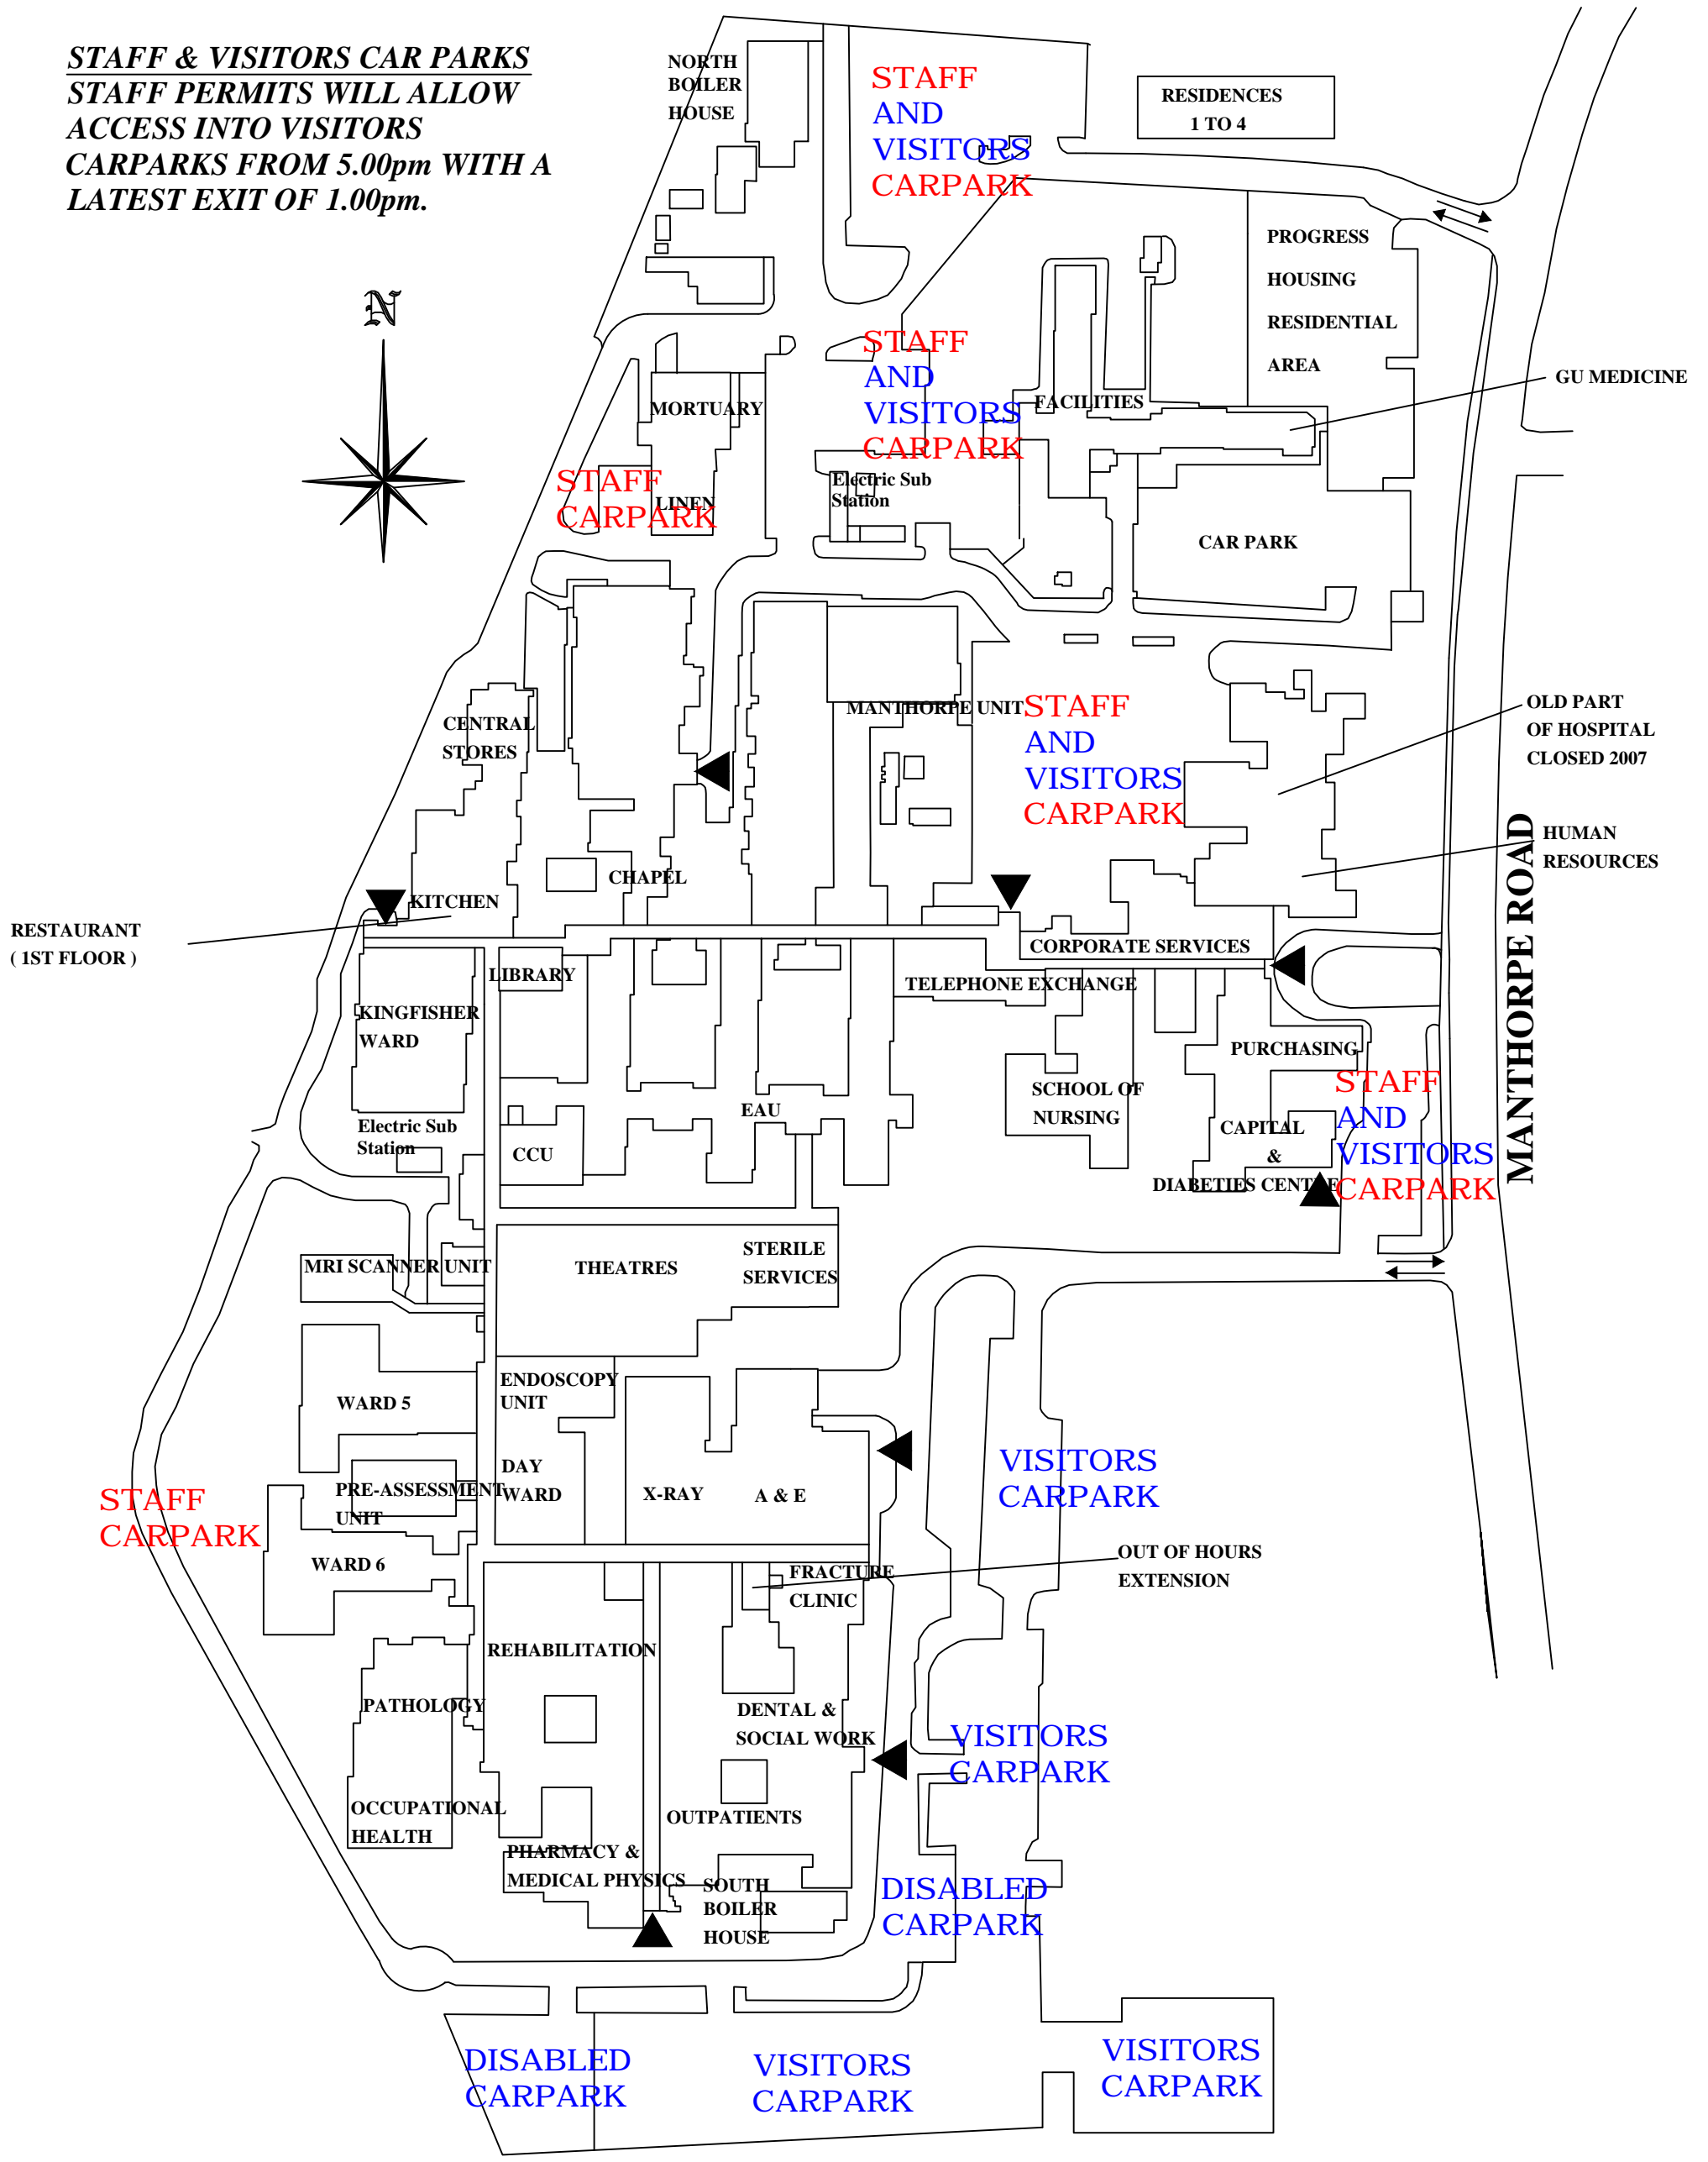 STAFF & VISITORS CAR PARKS
STAFF PERMITS WILL ALLOW
ACCESS INTO VISITORS
CARPARKS FROM 5.00pm WITH A
LATEST EXIT OF 1.00pm.
N
NORTH
BOILER
HOUSE
STAFF
AND
VISITORS
CARPARK
RESIDENCES
1 TO 4
PROGRESS
HOUSING
RESIDENTIAL
AREA
GU MEDICINE
STAFF
AND
VISITORS
CARPARK
FACILITIES
MORTUARY
STAFF
CARPARK
LINEN
Electric Sub
Station
CAR PARK
CENTRAL
STORES
MANTHORPE UNIT
STAFF
AND
VISITORS
CARPARK
OLD PART
OF HOSPITAL
CLOSED 2007
HUMAN
RESOURCES
MANTHORPE ROAD
CHAPEL
KITCHEN
RESTAURANT
( 1ST FLOOR )
CORPORATE SERVICES
LIBRARY
TELEPHONE EXCHANGE
KINGFISHER
WARD
PURCHASING
SCHOOL OF
NURSING
STAFF
AND
VISITORS
CARPARK
EAU
Electric Sub
Station
CCU
CAPITAL
&
DIABETIES CENTRE
MRI SCANNER UNIT
THEATRES
STERILE
SERVICES
ENDOSCOPY
UNIT
WARD 5
DAY
WARD
X-RAY
A & E
VISITORS
CARPARK
PRE-ASSESSMENT
UNIT
STAFF
CARPARK
WARD 6
OUT OF HOURS
EXTENSION
FRACTURE
CLINIC
REHABILITATION
PATHOLOGY
DENTAL &
SOCIAL WORK
VISITORS
CARPARK
OCCUPATIONAL
HEALTH
OUTPATIENTS
PHARMACY &
MEDICAL PHYSICS
SOUTH
BOILER
HOUSE
DISABLED
CARPARK
DISABLED
CARPARK
VISITORS
CARPARK
VISITORS
CARPARK